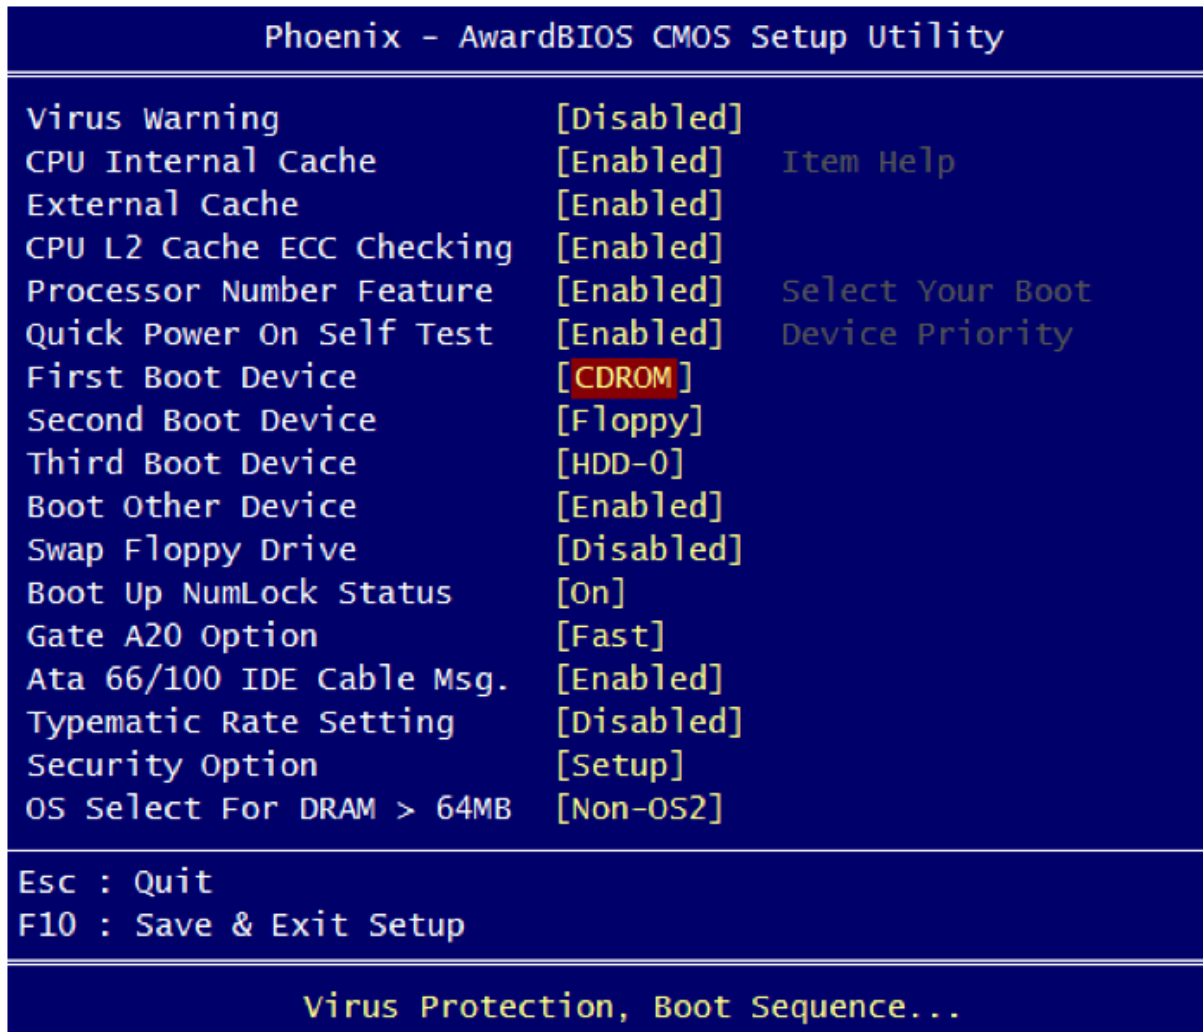 Phoenix - AwardBIOS CMOS Setup Utility
Virus Warning [Disabled]
CPU Internal Cache [Enabled] Item Help
External Cache [Enabled]
CPU L2 Cache ECC Checking [Enabled]
Processor Number Feature [Enabled] Select Your Boot
Quick Power On Self Test [Enabled] Device Priority
First Boot Device [CDROM]
Second Boot Device [Floppy]
Third Boot Device [HDD-0]
Boot Other Device [Enabled]
Swap Floppy Drive [Disabled]
Boot Up NumLock Status [On]
Gate A20 Option [Fast]
Ata 66/100 IDE Cable Msg. [Enabled]
Typematic Rate Setting [Disabled]
Security Option [Setup]
OS Select For DRAM > 64MB [Non-OS2]
Esc : Quit
F10 : Save & Exit Setup
Virus Protection, Boot Sequence...